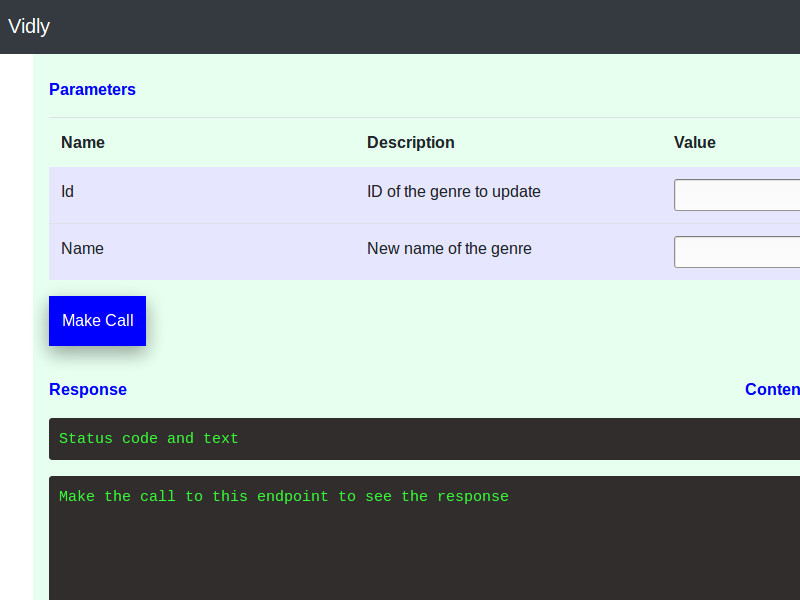 Vidly
Parameters
Name Description Value
Id ID of the genre to update
Name New name of the genre
Make Call
Response Conten
Status code and text
Make the call to this endpoint to see the response